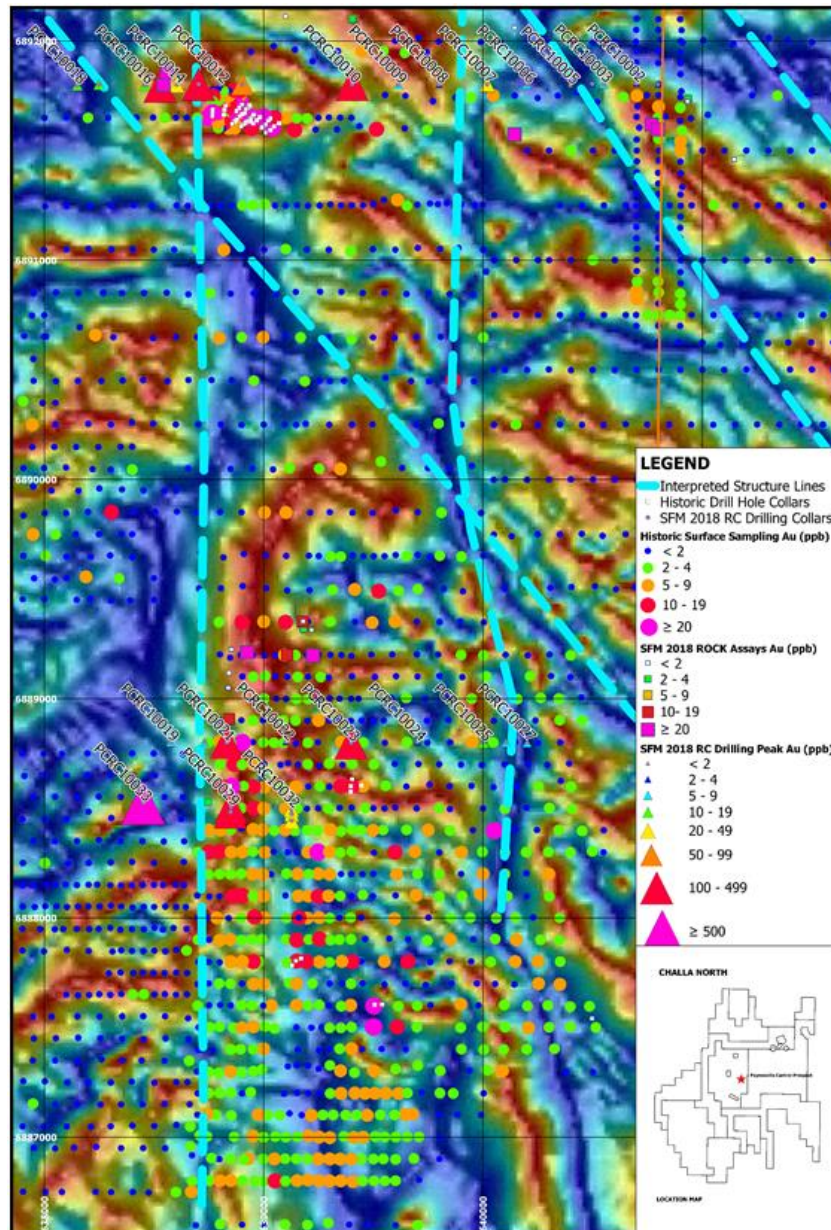 6892000
PCRC10018
PCRC10016
PCRC10014
PCRC10012
PCRC10010
PCRC10009
PCRC10008
PCRC10007
PCRC10006
PCRC10005
PCRC10003
PCRC10002
6891000
6890000
6889000
PCRC10033
PCRC10019
PCRC10021
PCRC10029
PCRC10022
PCRC10032
PCRC10023
PCRC10024
PCRC10025
PCRC10027
6888000
6887000
LEGEND
Interpreted Structure Lines
Historic Drill Hole Collars
SFM 2018 RC Drilling Collars
Historic Surface Sampling Au (ppb)
< 2
2 - 4
5 - 9
10 - 19
≥ 20
SFM 2018 ROCK Assays Au (ppb)
< 2
2 - 4
5 - 9
10- 19
≥ 20
SFM 2018 RC Drilling Peak Au (ppb)
< 2
2 - 4
5 - 9
10 - 19
20 - 49
50 - 99
100 - 499
≥ 500
CHALLA NORTH
LOCATION MAP